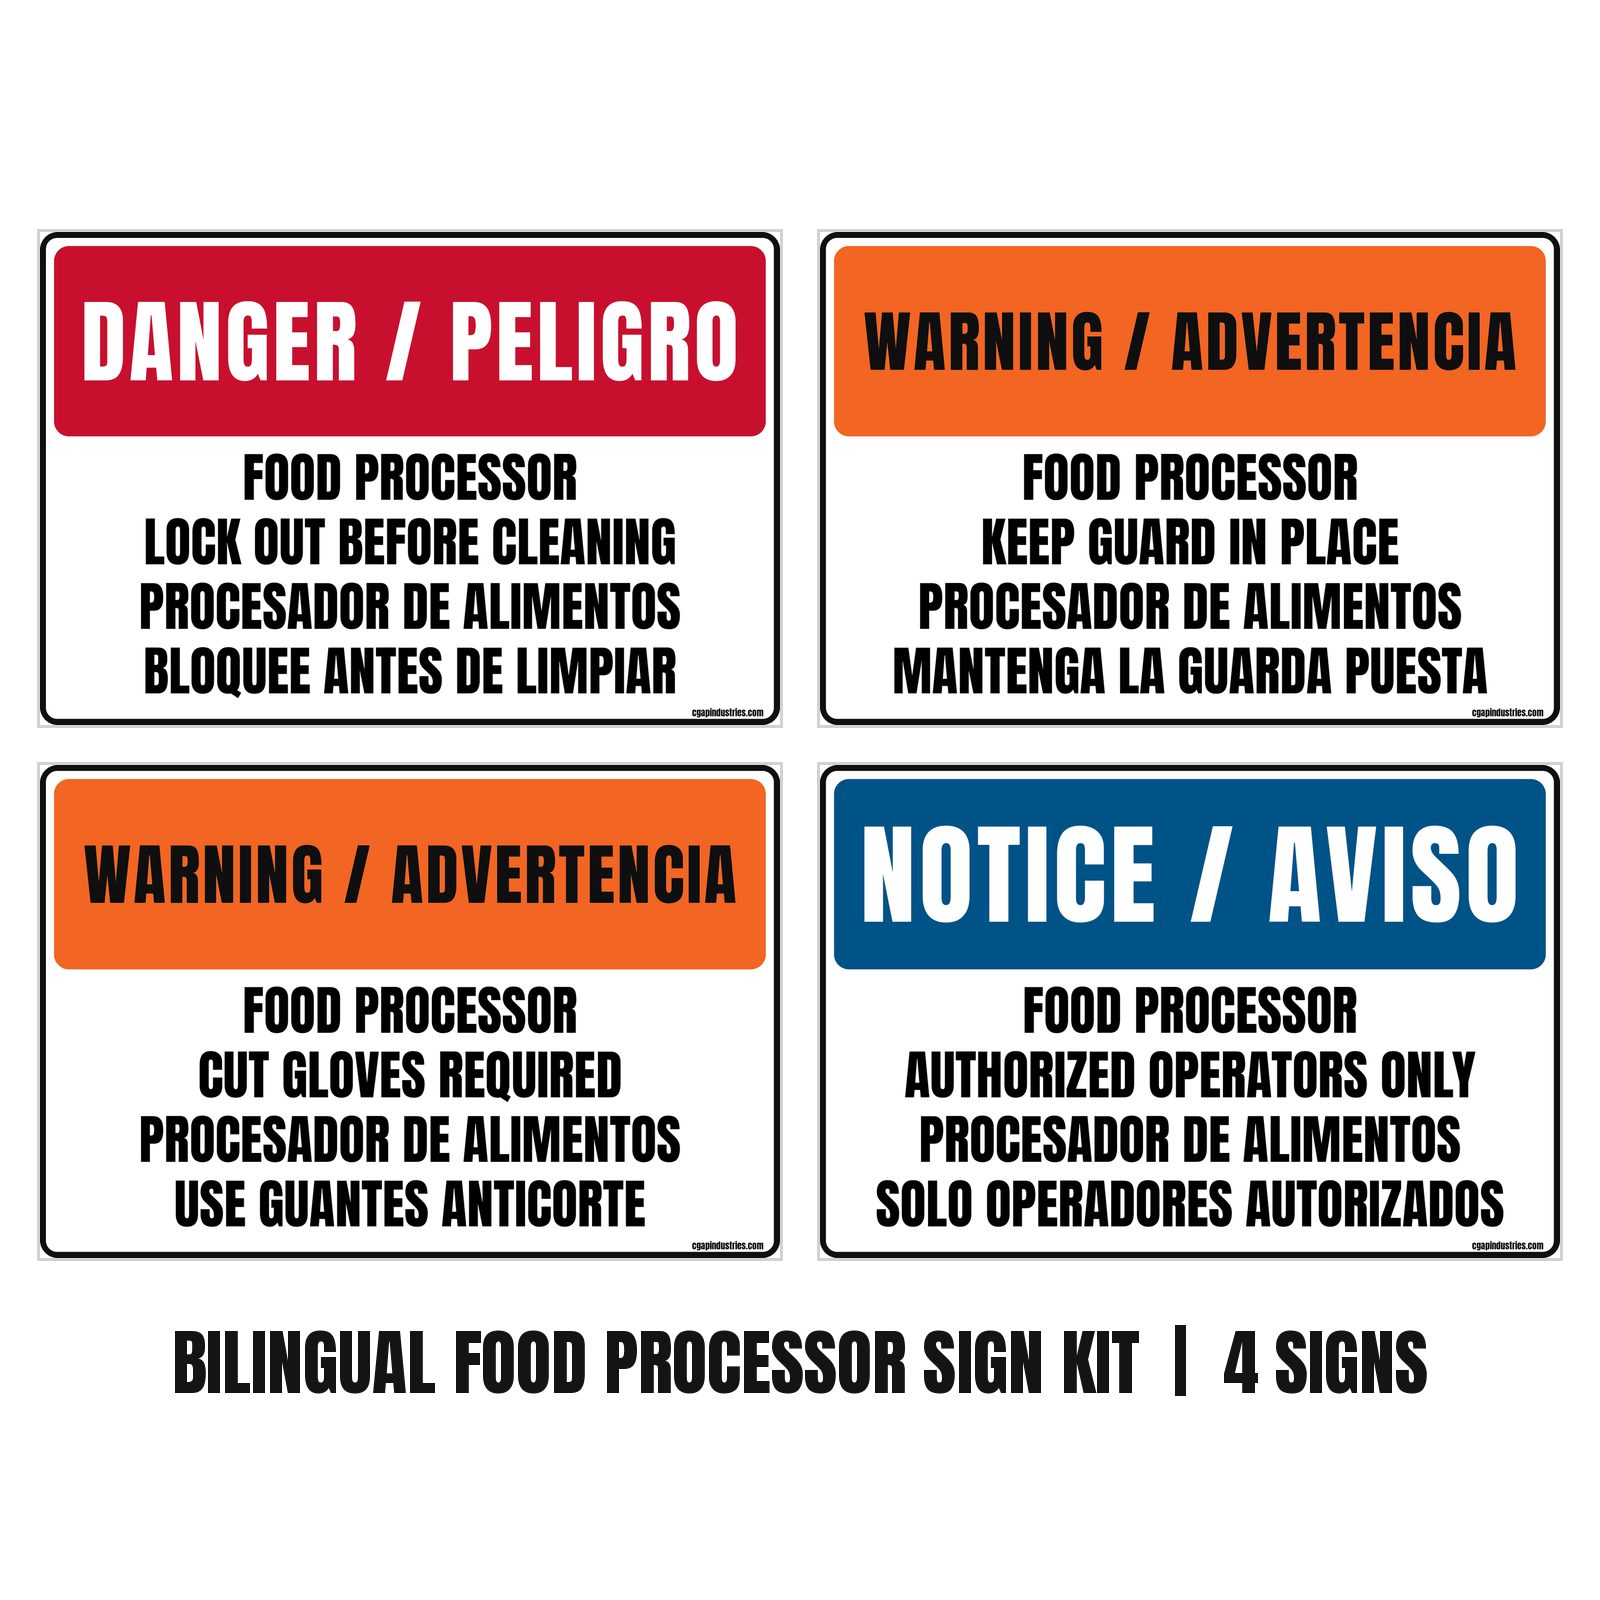 DANGER / PELIGRO
FOOD PROCESSOR
LOCK OUT BEFORE CLEANING
PROCESADOR DE ALIMENTOS
BLOQUEE ANTES DE LIMPIAR
cgapindustries.com
WARNING / ADVERTENCIA
FOOD PROCESSOR
KEEP GUARD IN PLACE
PROCESADOR DE ALIMENTOS
MANTENGA LA GUARDA PUESTA
cgapindustries.com
WARNING / ADVERTENCIA
FOOD PROCESSOR
CUT GLOVES REQUIRED
PROCESADOR DE ALIMENTOS
USE GUANTES ANTICORTE
cgapindustries.com
NOTICE / AVISO
FOOD PROCESSOR
AUTHORIZED OPERATORS ONLY
PROCESADOR DE ALIMENTOS
SOLO OPERADORES AUTORIZADOS
cgapindustries.com
BILINGUAL FOOD PROCESSOR SIGN KIT | 4 SIGNS